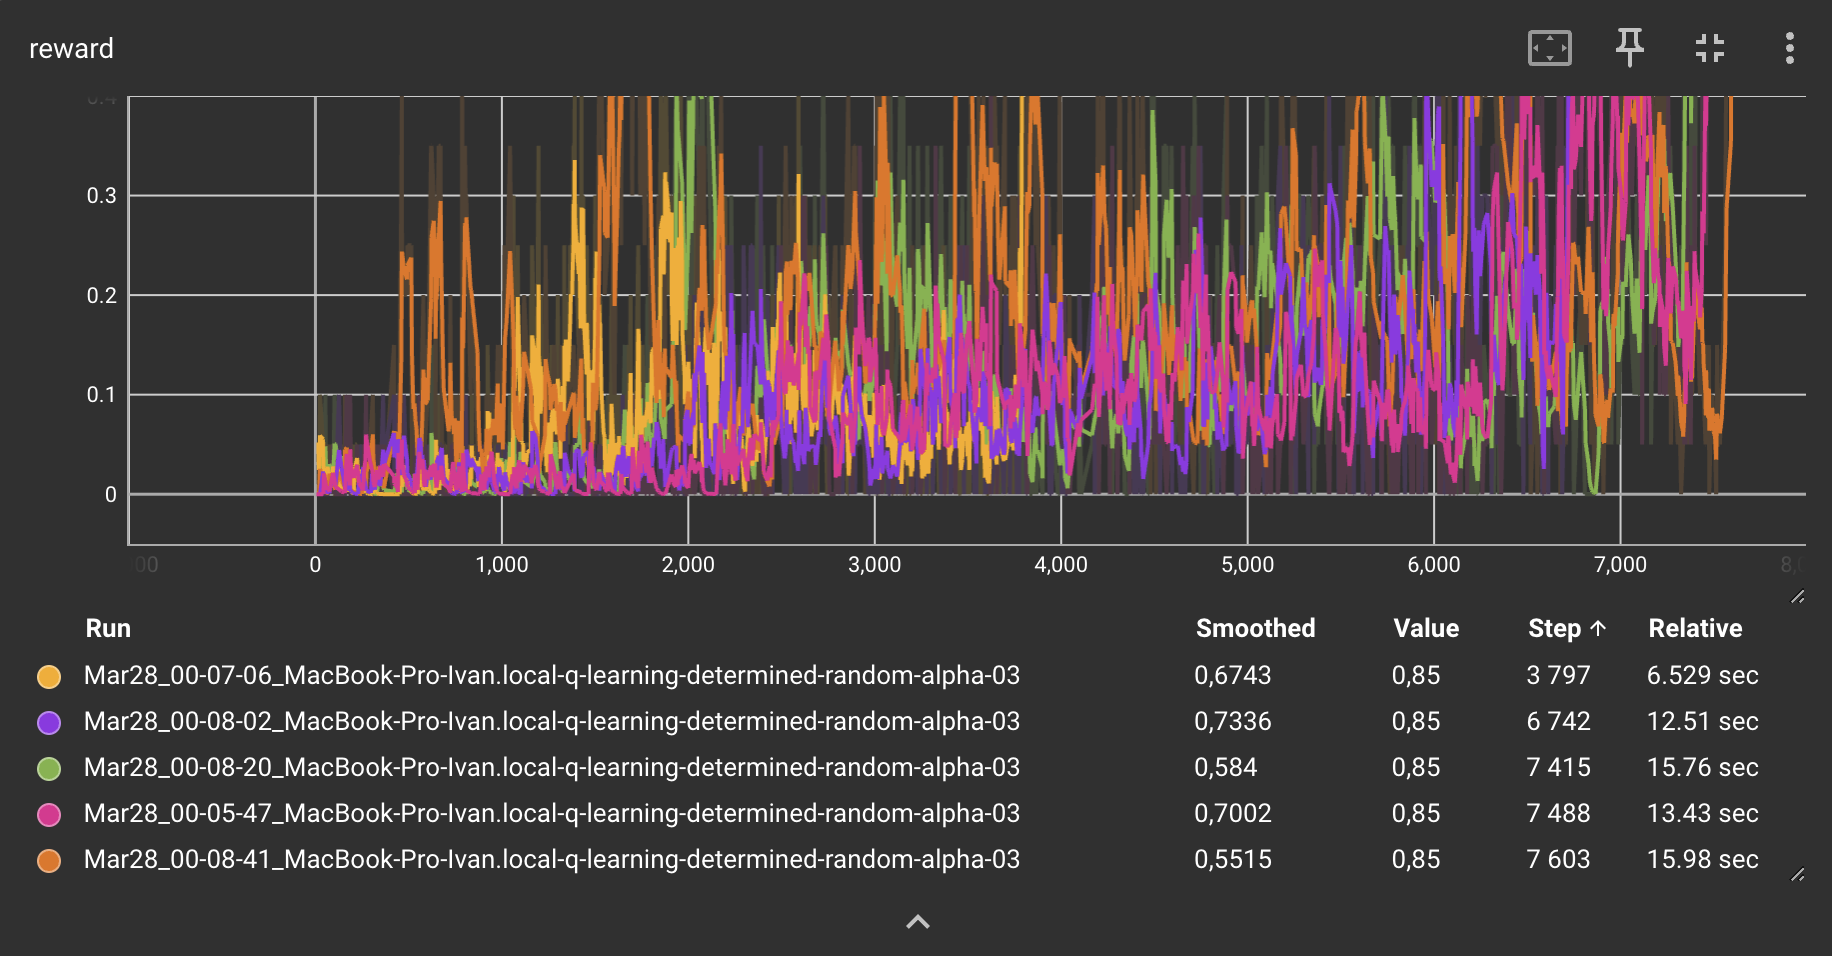 reward
0.4
0.3
0.2
0.1
0
0 1,000 2,000 3,000 4,000 5,000 6,000 7,000
Run Smoothed Value Step ↑ Relative
Mar28_00-07-06_MacBook-Pro-Ivan.local-q-learning-determined-random-alpha-03 0,6743 0,85 3 797 6.529 sec
Mar28_00-08-02_MacBook-Pro-Ivan.local-q-learning-determined-random-alpha-03 0,7336 0,85 6 742 12.51 sec
Mar28_00-08-20_MacBook-Pro-Ivan.local-q-learning-determined-random-alpha-03 0,584 0,85 7 415 15.76 sec
Mar28_00-05-47_MacBook-Pro-Ivan.local-q-learning-determined-random-alpha-03 0,7002 0,85 7 488 13.43 sec
Mar28_00-08-41_MacBook-Pro-Ivan.local-q-learning-determined-random-alpha-03 0,5515 0,85 7 603 15.98 sec